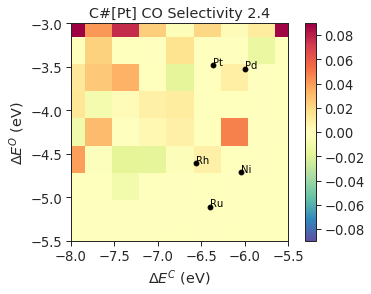 C#[Pt] CO Selectivity 2.4
−3.0
−3.5
−4.0
−4.5
−5.0
−5.5
ΔE^O (eV)
Pt
Pd
Rh
Ni
Ru
−8.0 −7.5 −7.0 −6.5 −6.0 −5.5
ΔE^C (eV)
0.08
0.06
0.04
0.02
0.00
−0.02
−0.04
−0.06
−0.08